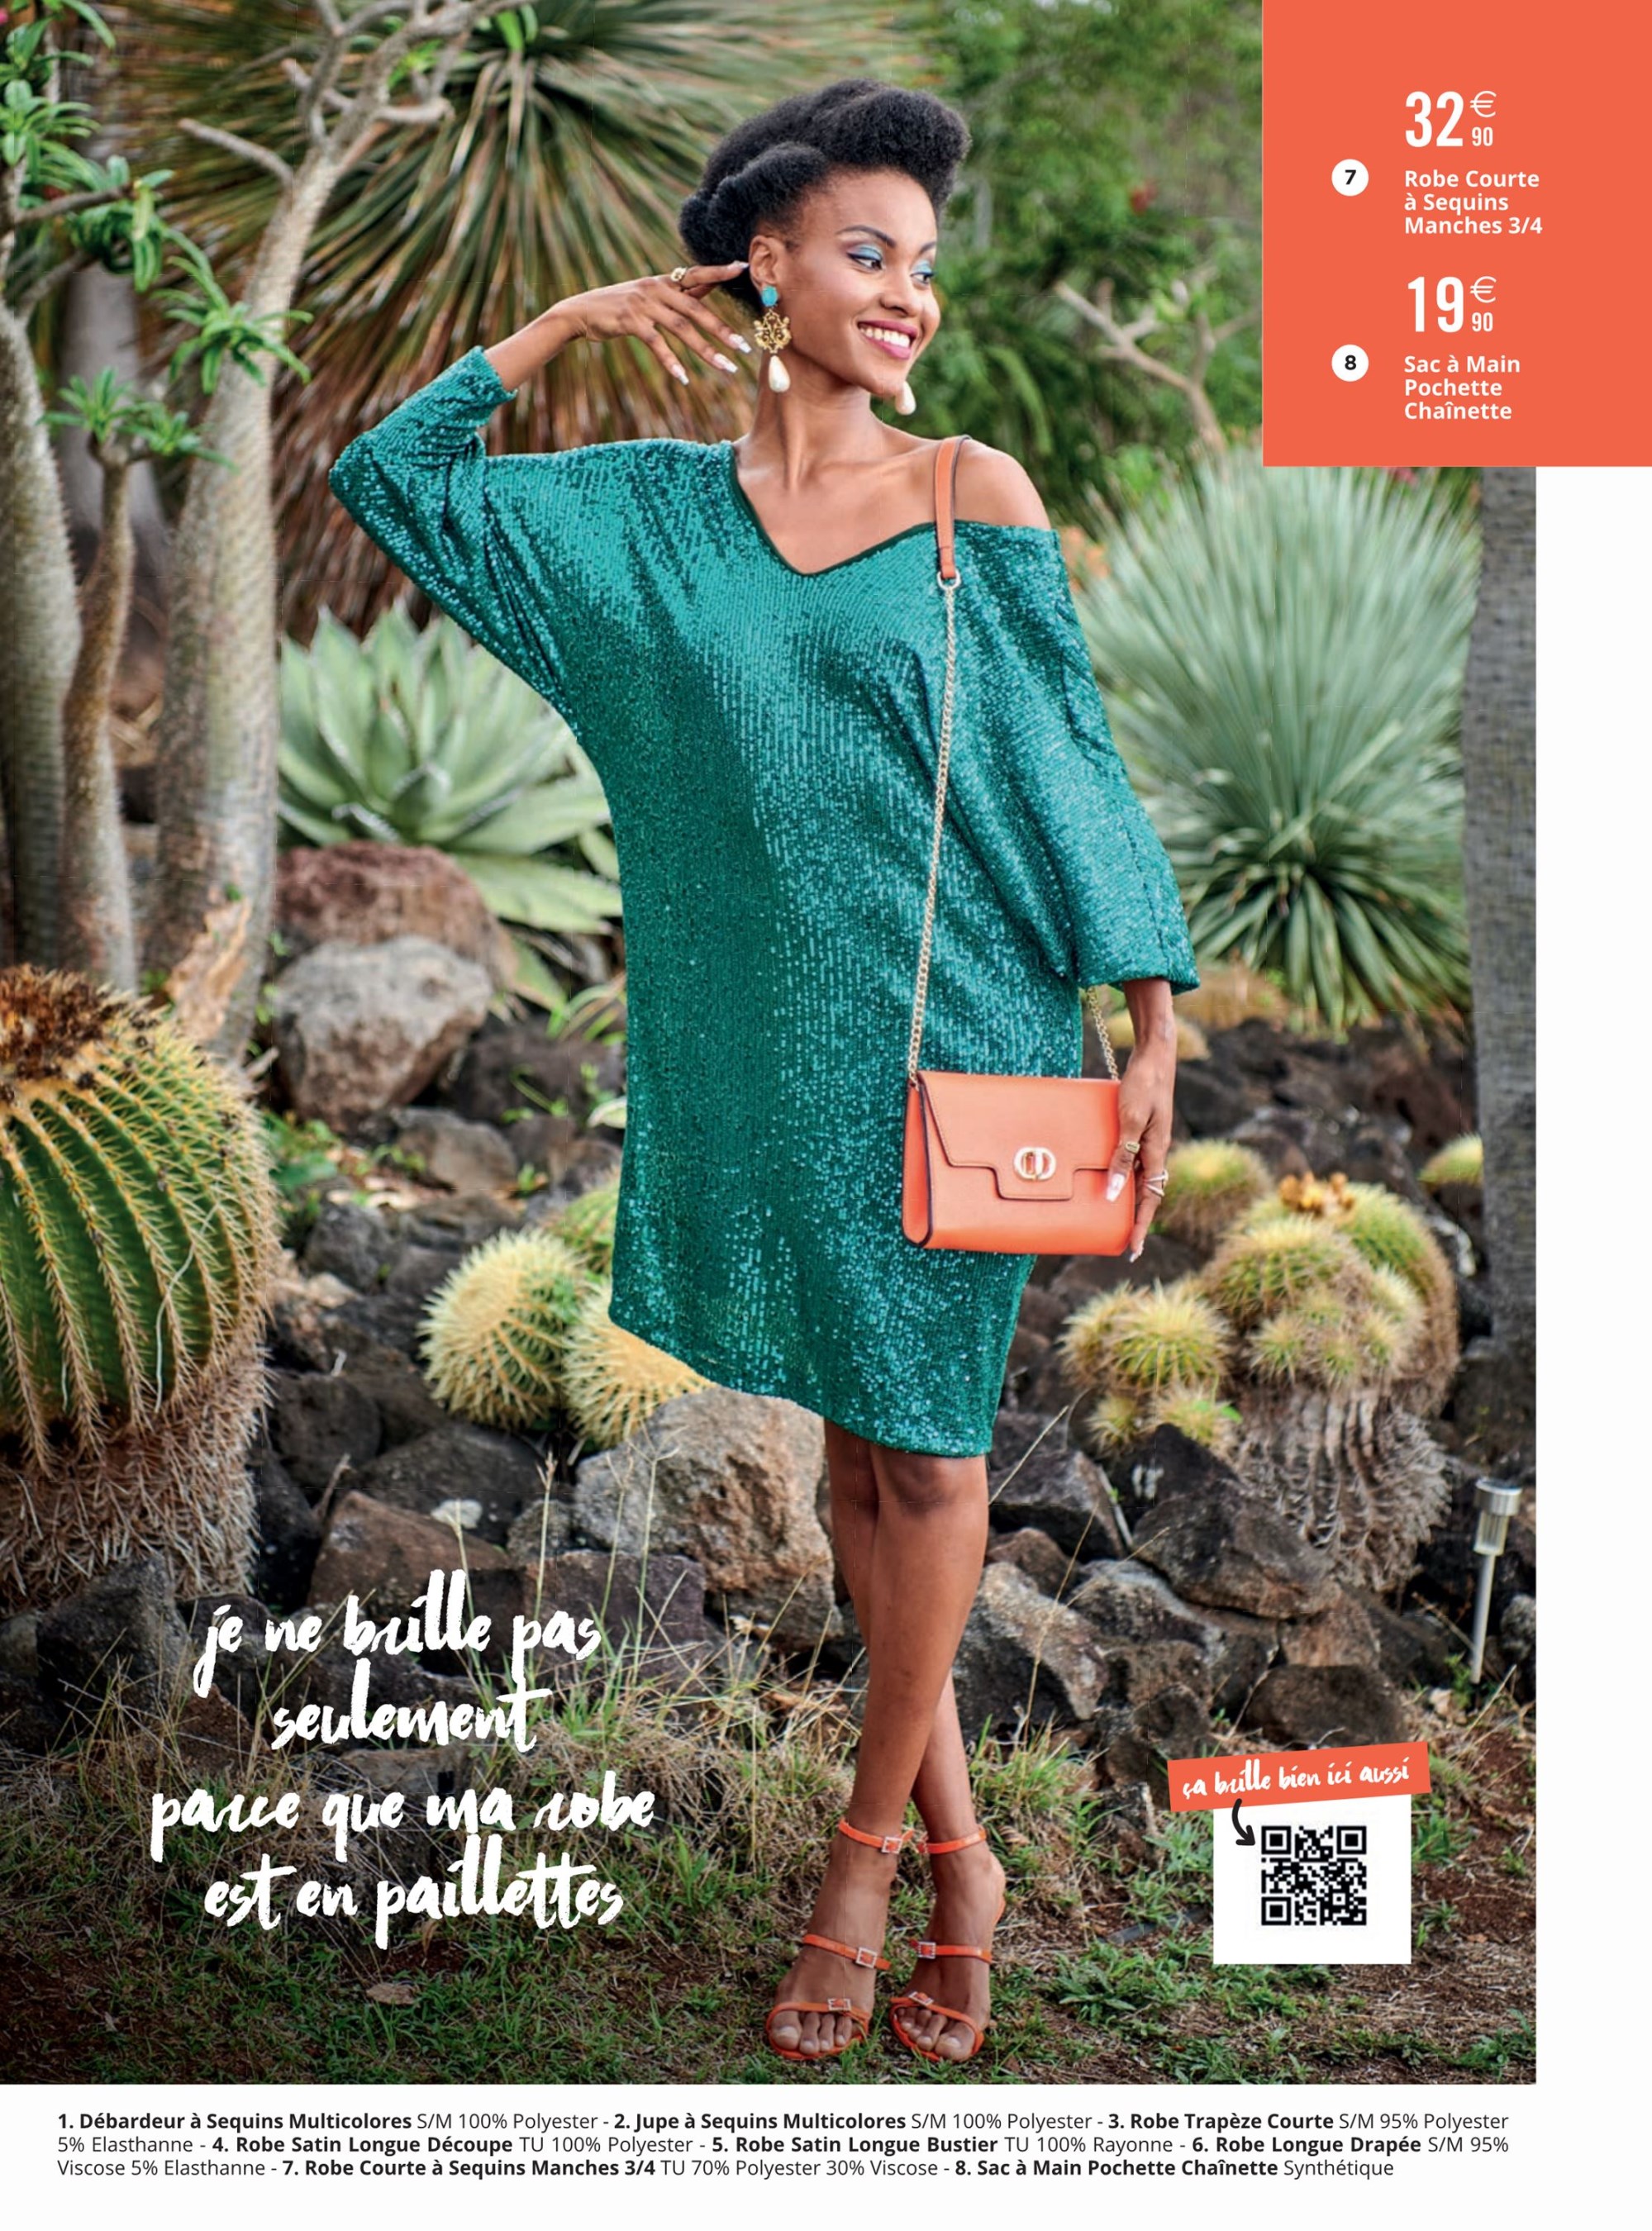 32€90
7
Robe Courte
à Sequins
Manches 3/4
19€90
8
Sac à Main
Pochette
Chaînette
je ne brille pas
seulement
parce que ma robe
est en paillettes
ça brille bien ici aussi
1. Débardeur à Sequins Multicolores S/M 100% Polyester - 2. Jupe à Sequins Multicolores S/M 100% Polyester - 3. Robe Trapèze Courte S/M 95% Polyester
5% Elasthanne - 4. Robe Satin Longue Découpe TU 100% Polyester - 5. Robe Satin Longue Bustier TU 100% Rayonne - 6. Robe Longue Drapée S/M 95%
Viscose 5% Elasthanne - 7. Robe Courte à Sequins Manches 3/4 TU 70% Polyester 30% Viscose - 8. Sac à Main Pochette Chaînette Synthétique